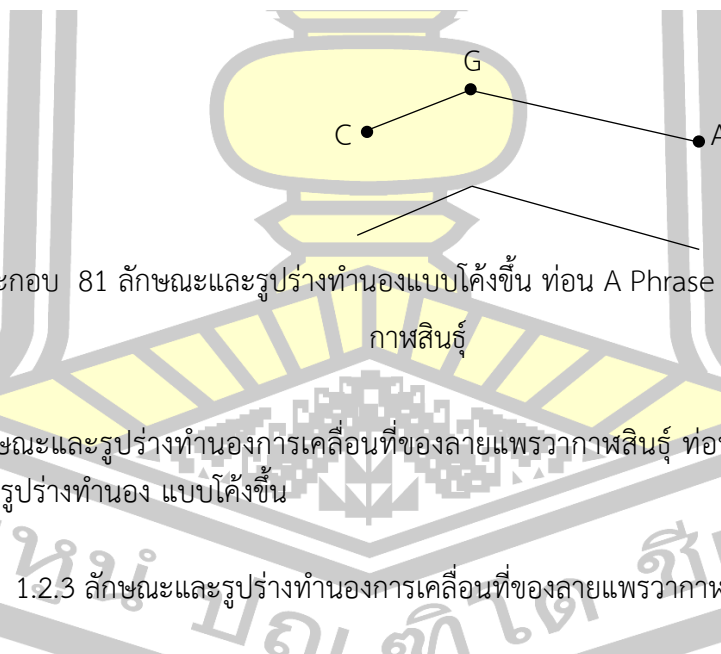 G
C
A
ะกอบ 81 ลักษณะและรูปร่างทำนองแบบโค้งขึ้น ท่อน A Phrase
กาฬสินธุ์
ษณะและรูปร่างทำนองการเคลื่อนที่ของลายแพรวากาฬสินธุ์ ท่อน
รูปร่างทำนอง แบบโค้งขึ้น
1.2.3 ลักษณะและรูปร่างทำนองการเคลื่อนที่ของลายแพรวากาฬ